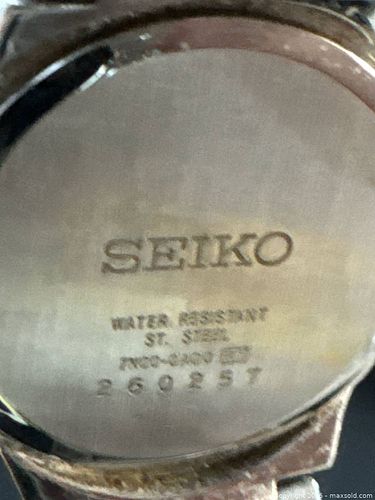 SEIKO
WATER RESISTANT
ST. STEEL
260257